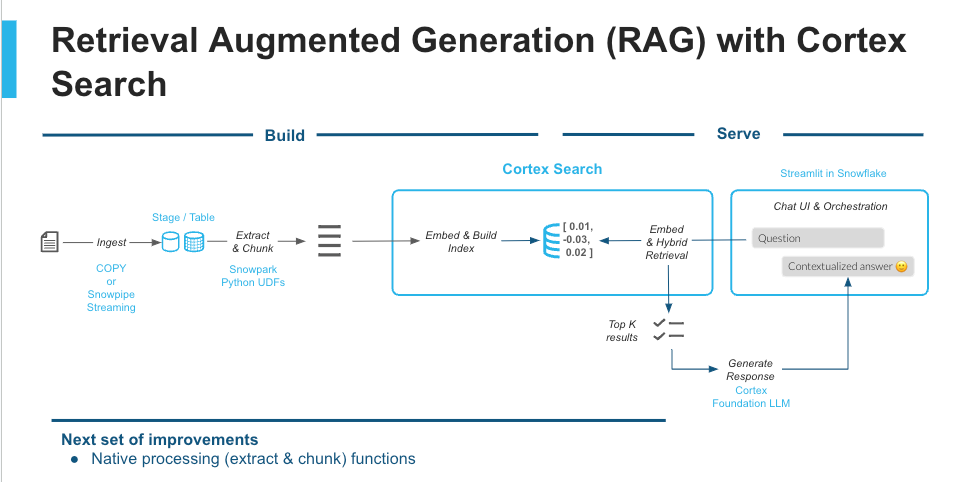 Retrieval Augmented Generation (RAG) with Cortex
Search
Build
Serve
Cortex Search
Streamlit in Snowflake
Stage / Table
Ingest
COPY
or
Snowpipe
Streaming
Extract
& Chunk
Snowpark
Python UDFs
Embed & Build
Index
[ 0.01,
-0.03,
0.02 ]
Embed
& Hybrid
Retrieval
Chat UI & Orchestration
Question
Contextualized answer 😐
Top K
results
Generate
Response
Cortex
Foundation LLM
Next set of improvements
● Native processing (extract & chunk) functions